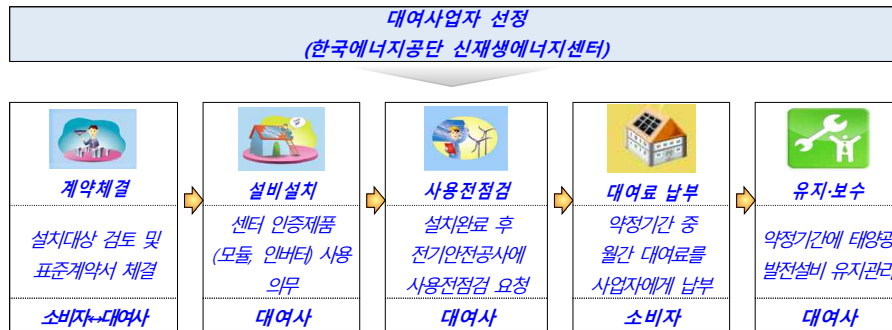 대여사업자 선정
(한국에너지공단 신재생에너지센터)
계약체결
설치대상 검토 및
표준계약서 체결
소비자↔대여사
설비설치
센터 인증제품
(모듈, 인버터) 사용
의무
대여사
사용전점검
설치완료 후
전기안전공사에
사용전점검 요청
대여사
대여료 납부
약정기간 중
월간 대여료를
사업자에게 납부
소비자
유지·보수
약정기간에 태양광
발전설비 유지관리
대여사